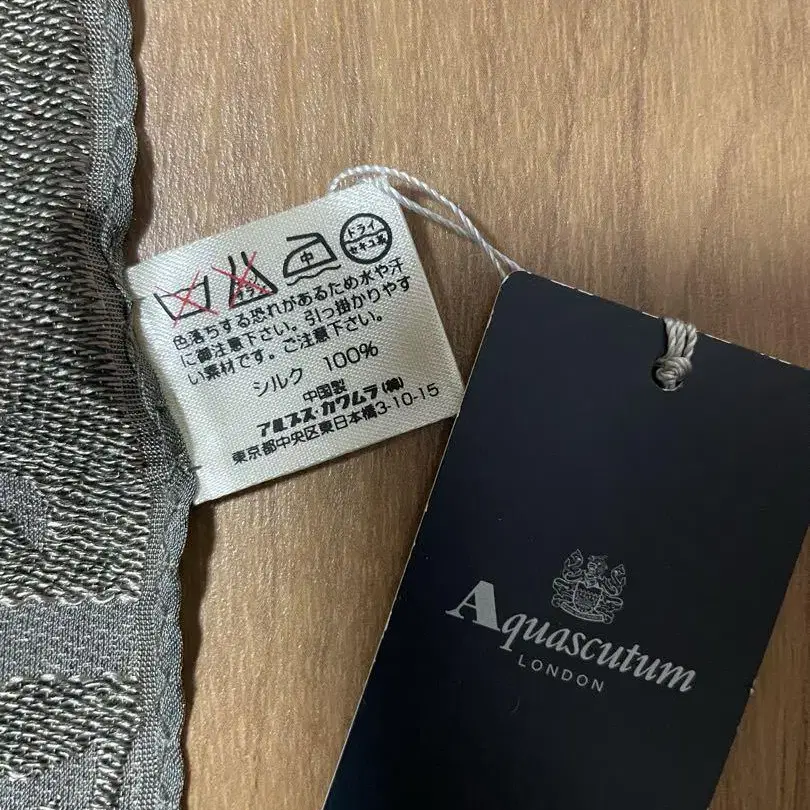 中
ドライ
セキユ系
色落ちする恐れがあるため水や汗
に御注意下さい。引っ掛かりやす
い素材です。ご注意下さい。
シルク 100%
中国製
アルプス・カワムラ(株)
東京都中央区東日本橋3-10-15
Aquascutum
LONDON